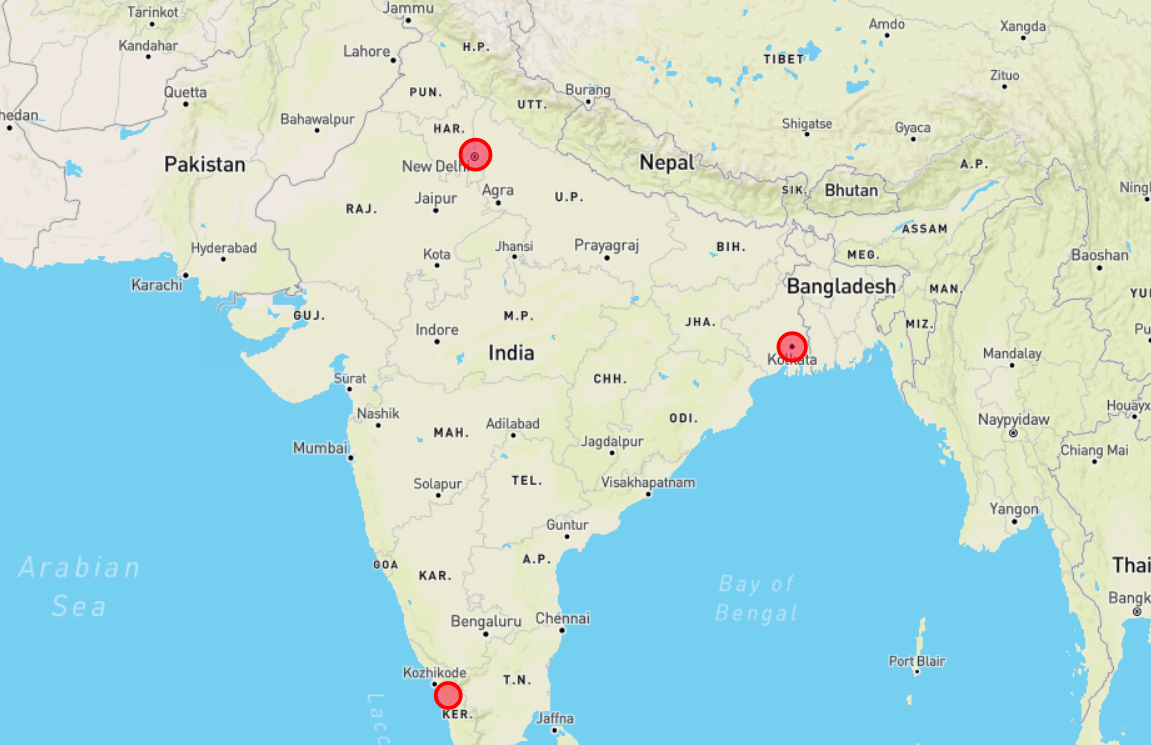 Jammu
Tarinkot
Kandahar
Lahore
H.P.
Amdo
Xangda
TIBET
Zituo
Quetta
PUN.
UTT.
Burang
hedan
Bahawalpur
HAR.
Shigatse
Gyaca
Pakistan
New Delhi
Nepal
A.P.
SIK.
Bhutan
Ningl
Agra
Jaipur
U.P.
RAJ.
ASSAM
Hyderabad
Kota
Jhansi
Prayagraj
BIH.
MEG.
Baoshan
Karachi
Bangladesh
MAN.
YU
GUJ.
M.P.
JHA.
MIZ.
Indore
Pu
India
Kolkata
Mandalay
Surat
CHH.
Nashik
Adilabad
ODI.
Houayx
Naypyidaw
MAH.
Jagdalpur
Mumbai
Chiang Mai
Solapur
TEL.
Visakhapatnam
Yangon
Guntur
Arabian
Sea
GOA
KAR.
A.P.
Bay of
Bengal
Thai
Bangk
Bengaluru
Chennai
Kozhikode
T.N.
Port Blair
KER.
Lacc
Jaffna